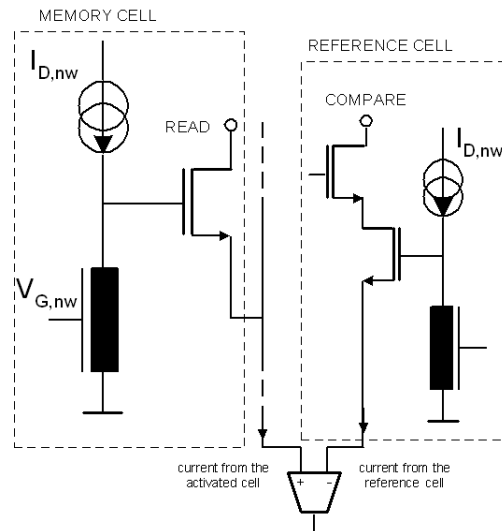 MEMORY CELL
I_D,nw
READ
V_G,nw
REFERENCE CELL
COMPARE
I_D,nw
current from the
activated cell
+ -
current from the
reference cell